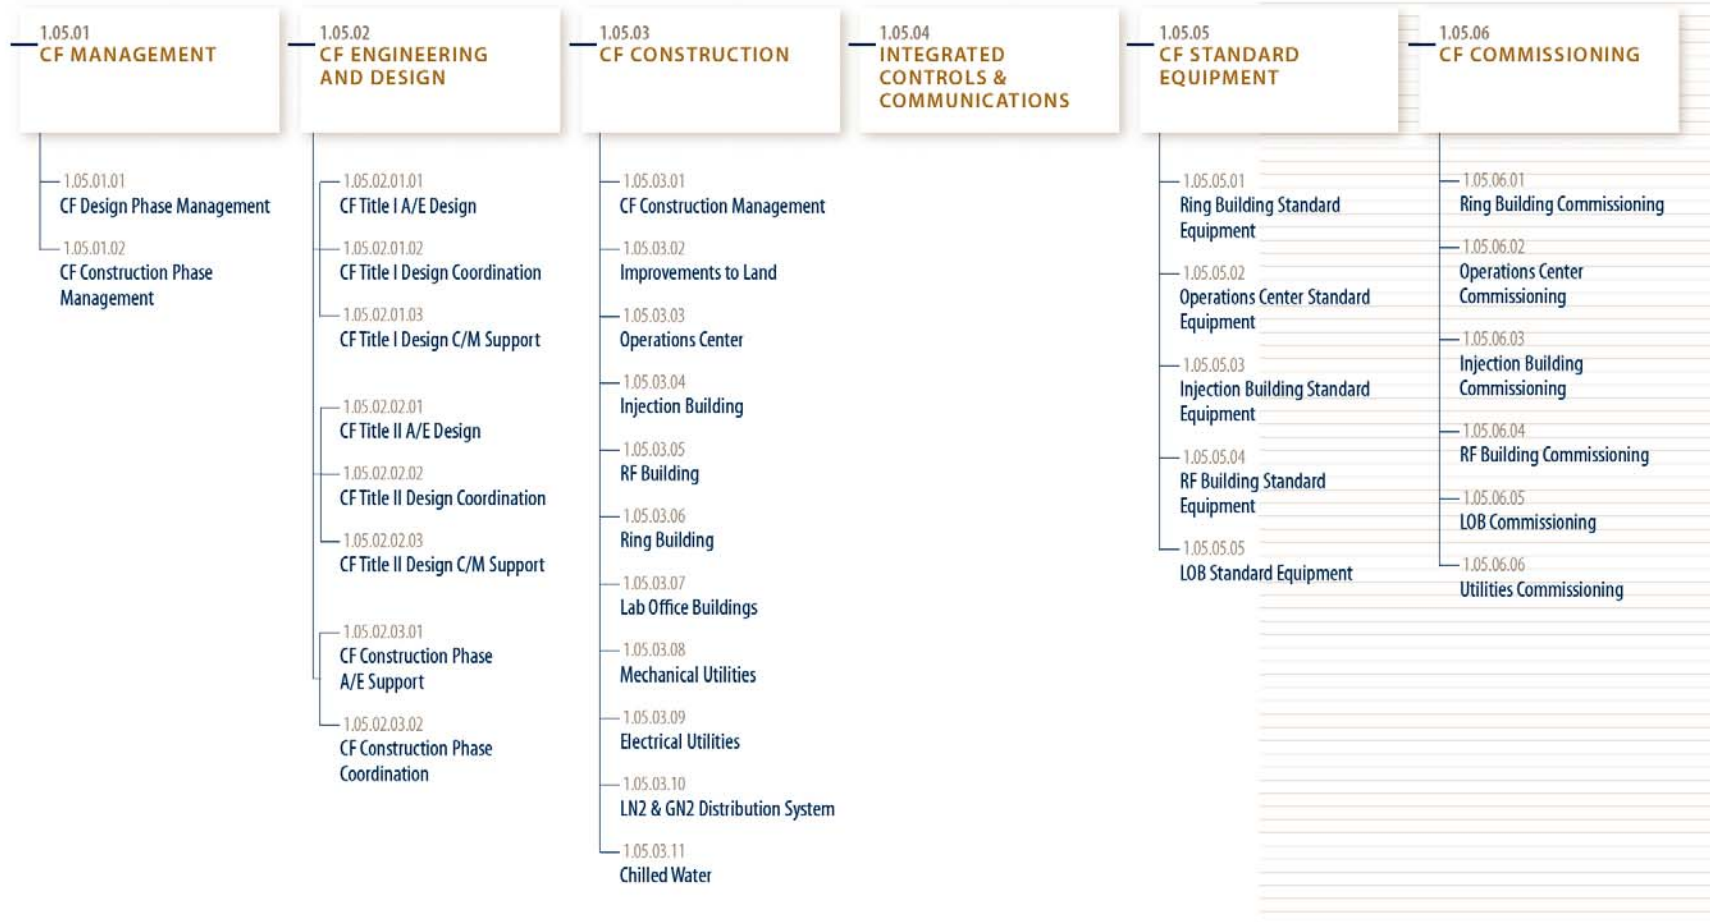 1.05.01
CF MANAGEMENT
1.05.01.01
CF Design Phase Management
1.05.01.02
CF Construction Phase
Management
1.05.02
CF ENGINEERING
AND DESIGN
1.05.02.01.01
CF Title I A/E Design
1.05.02.01.02
CF Title I Design Coordination
1.05.02.01.03
CF Title I Design C/M Support
1.05.02.02.01
CF Title II A/E Design
1.05.02.02.02
CF Title II Design Coordination
1.05.02.02.03
CF Title II Design C/M Support
1.05.02.03.01
CF Construction Phase
A/E Support
1.05.02.03.02
CF Construction Phase
Coordination
1.05.03
CF CONSTRUCTION
1.05.03.01
CF Construction Management
1.05.03.02
Improvements to Land
1.05.03.03
Operations Center
1.05.03.04
Injection Building
1.05.03.05
RF Building
1.05.03.06
Ring Building
1.05.03.07
Lab Office Buildings
1.05.03.08
Mechanical Utilities
1.05.03.09
Electrical Utilities
1.05.03.10
LN2 & GN2 Distribution System
1.05.03.11
Chilled Water
1.05.04
INTEGRATED
CONTROLS &
COMMUNICATIONS
1.05.05
CF STANDARD
EQUIPMENT
1.05.05.01
Ring Building Standard
Equipment
1.05.05.02
Operations Center Standard
Equipment
1.05.05.03
Injection Building Standard
Equipment
1.05.05.04
RF Building Standard
Equipment
1.05.05.05
LOB Standard Equipment
1.05.06
CF COMMISSIONING
1.05.06.01
Ring Building Commissioning
1.05.06.02
Operations Center
Commissioning
1.05.06.03
Injection Building
Commissioning
1.05.06.04
RF Building Commissioning
1.05.06.05
LOB Commissioning
1.05.06.06
Utilities Commissioning